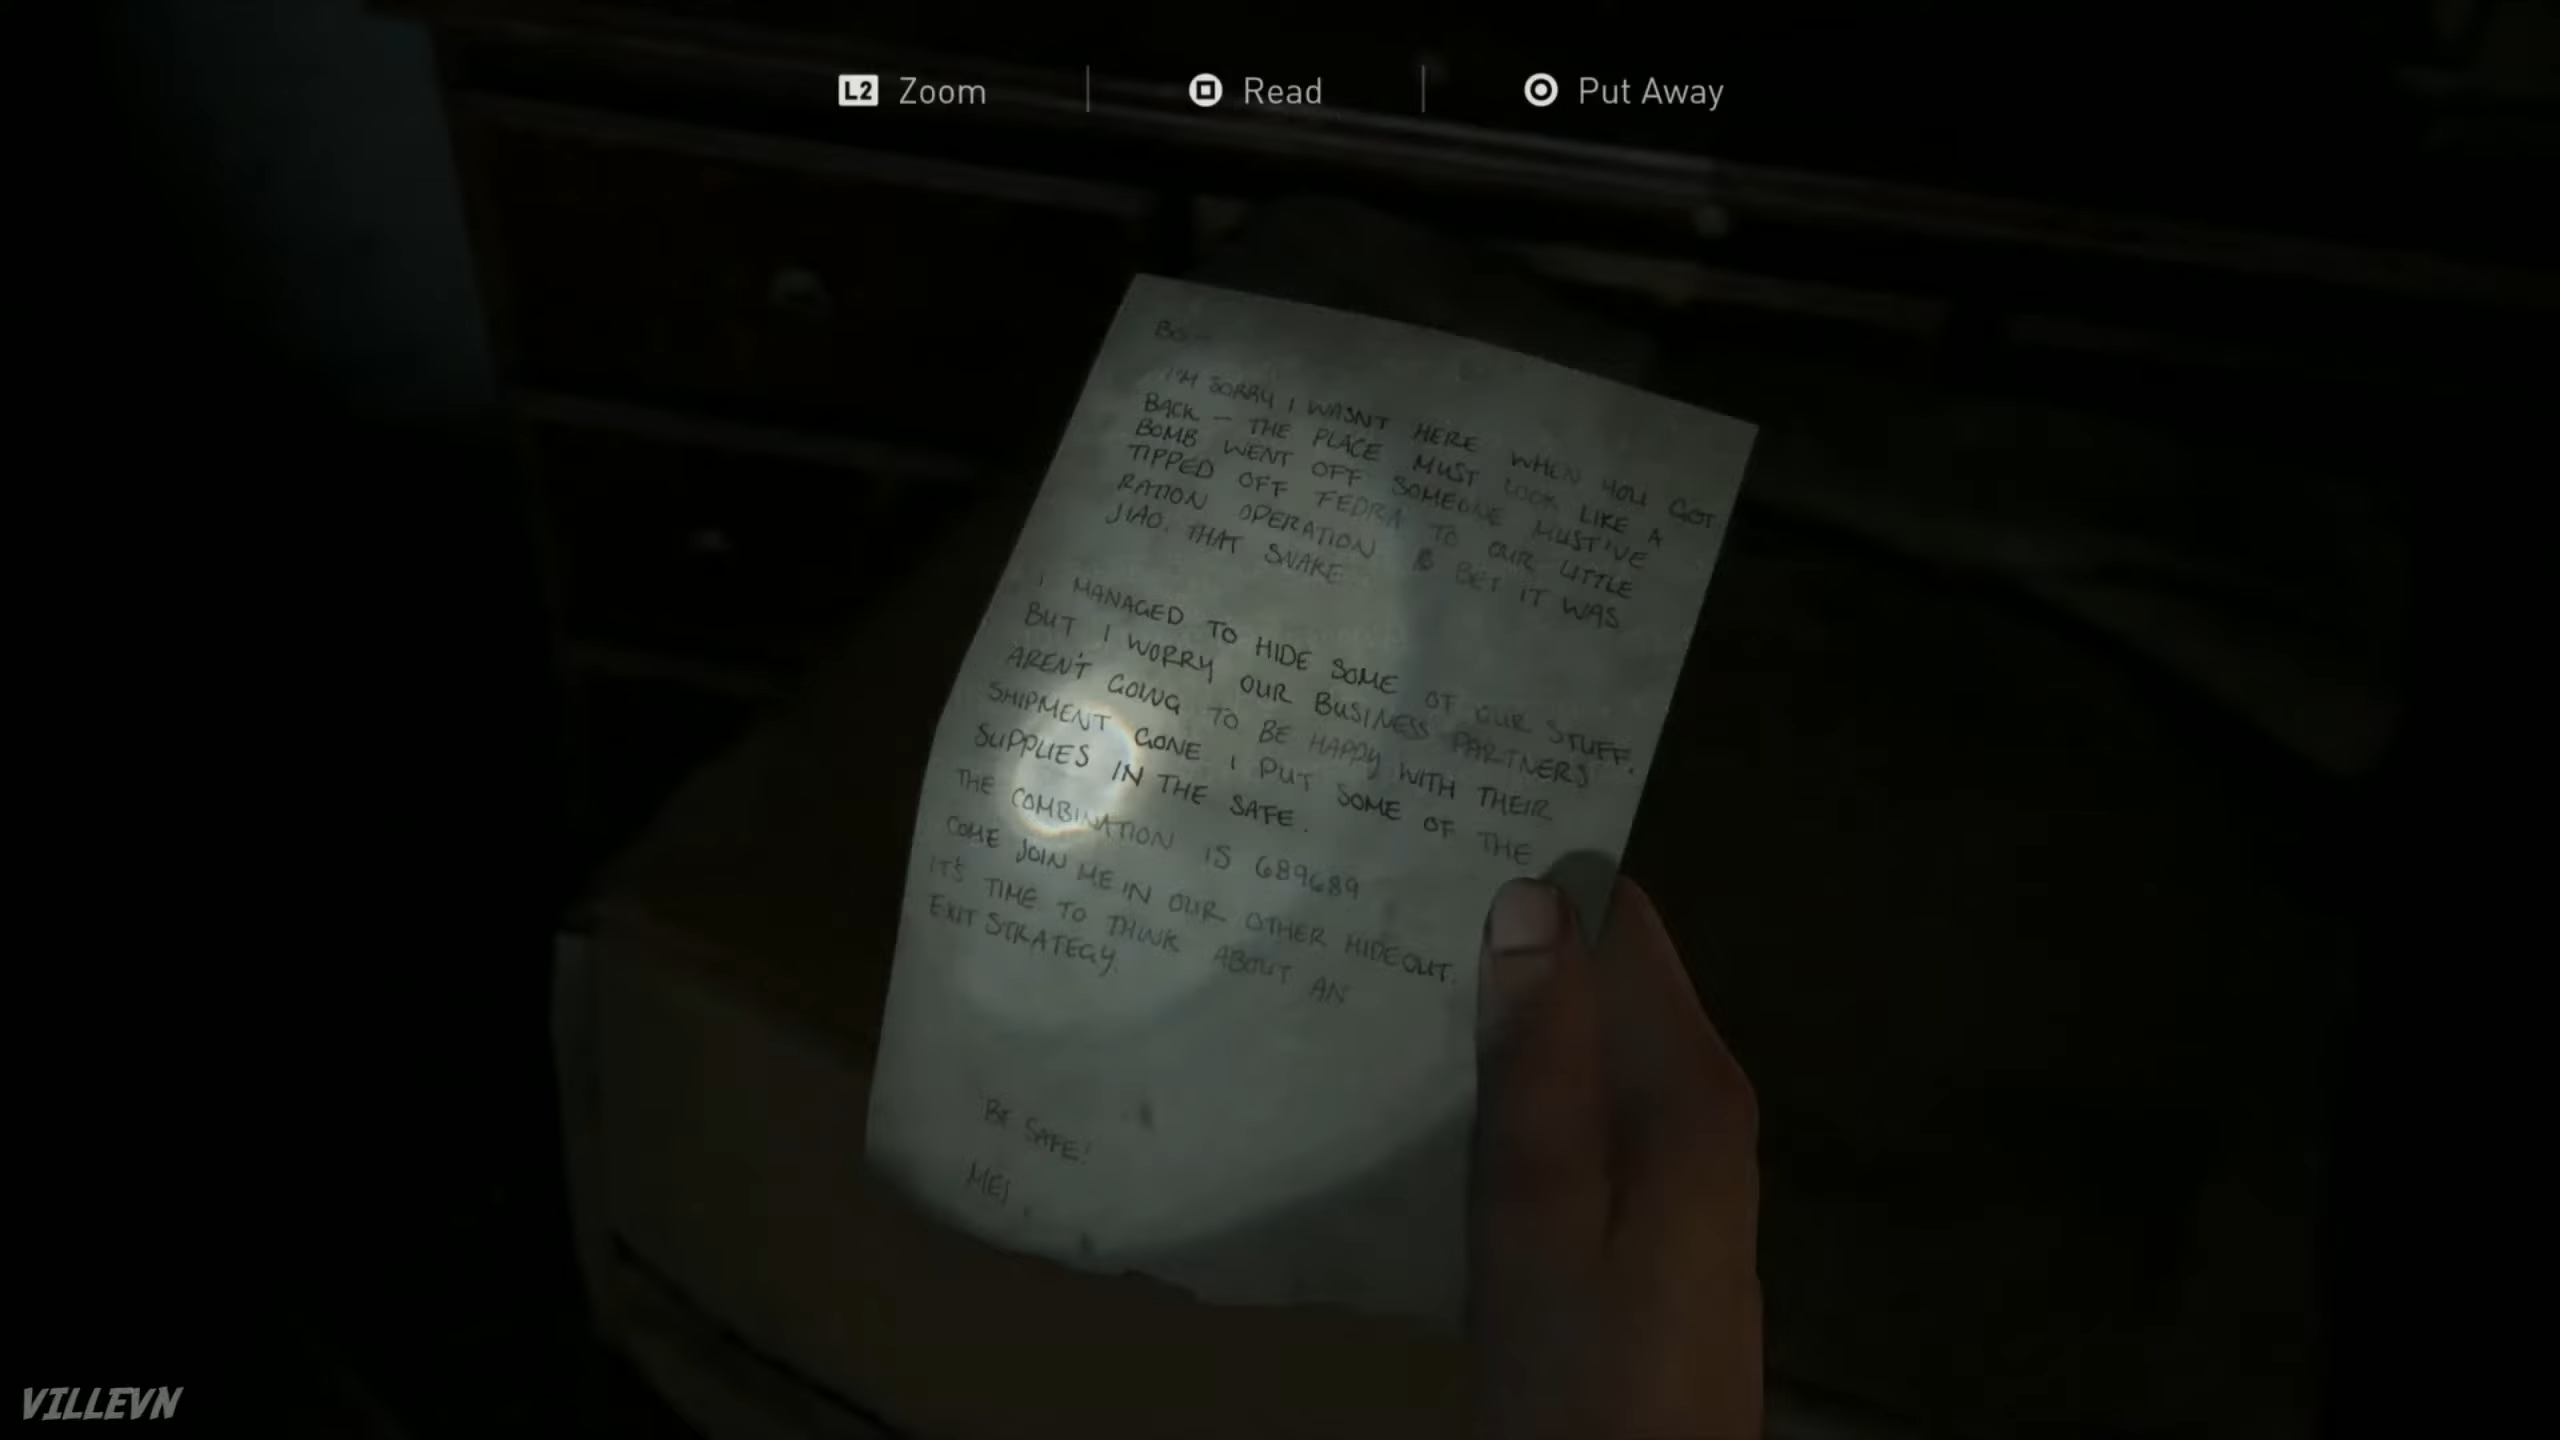 L2 Zoom | Read | Put Away
Bo—
I'M SORRY I WASN'T HERE WHEN YOU GOT
BACK — THE PLACE MUST LOOK LIKE A
BOMB WENT OFF SOMEONE MUST'VE
TIPPED OFF FEDRA TO OUR LITTLE
RATION OPERATION BET IT WAS
JIAO. THAT SNAKE
I MANAGED TO HIDE SOME OF OUR STUFF.
BUT I WORRY OUR BUSINESS PARTNERS
AREN'T GOING TO BE HAPPY WITH THEIR
SHIPMENT GONE I PUT SOME OF THE
SUPPLIES IN THE SAFE.
THE COMBINATION IS 689689
COME JOIN ME IN OUR OTHER HIDEOUT.
IT'S TIME TO THINK ABOUT AN
EXIT STRATEGY.
BE SAFE!
MEI
VILLEVN